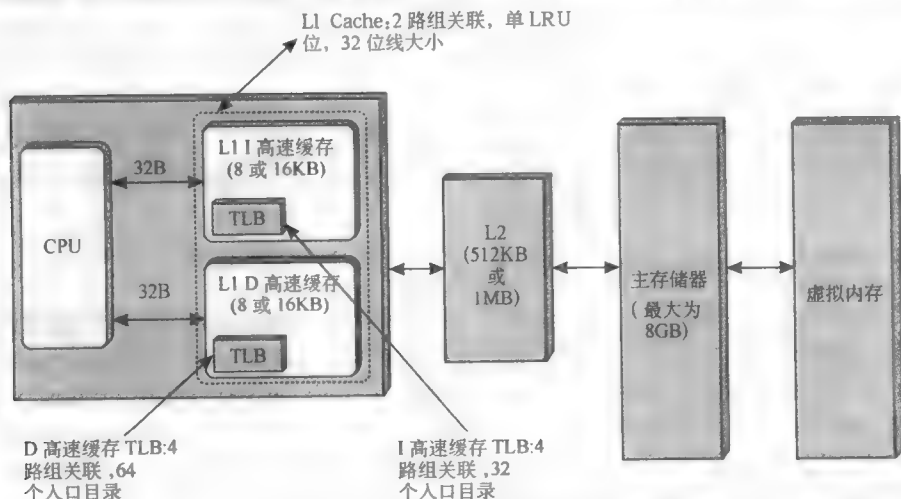 L1 Cache:2 路组关联, 单 LRU
位, 32 位线大小
CPU
32B
L1 I 高速缓存
(8 或 16KB)
TLB
32B
L1 D 高速缓存
(8 或 16KB)
TLB
L2
(512KB
或
1MB)
主存储器
(最大为
8GB)
虚拟内存
D 高速缓存 TLB:4
路组关联,64
个人口目录
I 高速缓存 TLB:4
路组关联,32
个人口目录